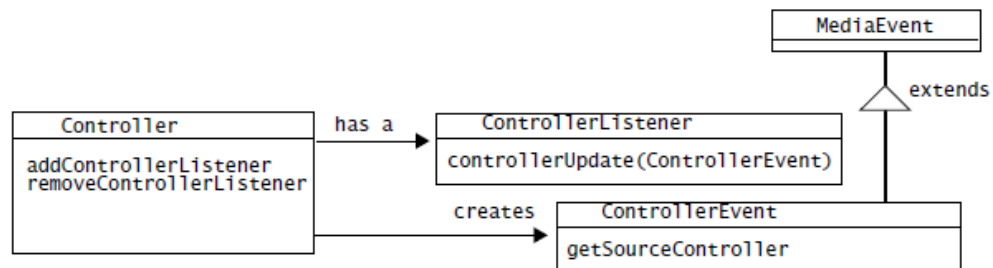 MediaEvent
extends
Controller
has a
ControllerListener
addControllerListener
removeControllerListener
controllerUpdate(ControllerEvent)
creates
ControllerEvent
getSourceController